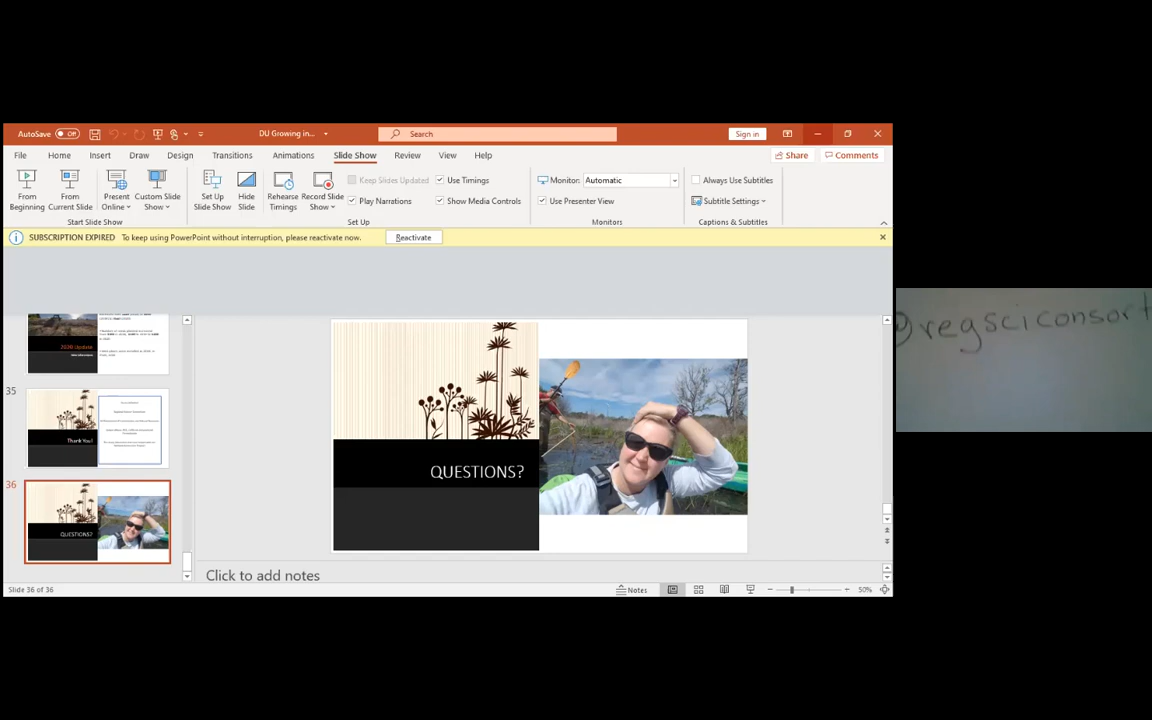 AutoSave Off DU Growing in... Search Sign in
File Home Insert Draw Design Transitions Animations Slide Show Review View Help Share Comments
From Beginning
From Current Slide
Present Online
Custom Slide Show
Start Slide Show
Set Up Slide Show
Hide Slide
Rehearse Timings
Record Slide Show
Keep Slides Updated
Play Narrations
Use Timings
Show Media Controls
Set Up
Monitor: Automatic
Use Presenter View
Monitors
Always Use Subtitles
Subtitle Settings
Captions & Subtitles
SUBSCRIPTION EXPIRED To keep using PowerPoint without interruption, please reactivate now. Reactivate
2020 Update
35
Thank You!
36
QUESTIONS?
QUESTIONS?
@regsciconsort
Click to add notes
Slide 36 of 36 Notes 50%